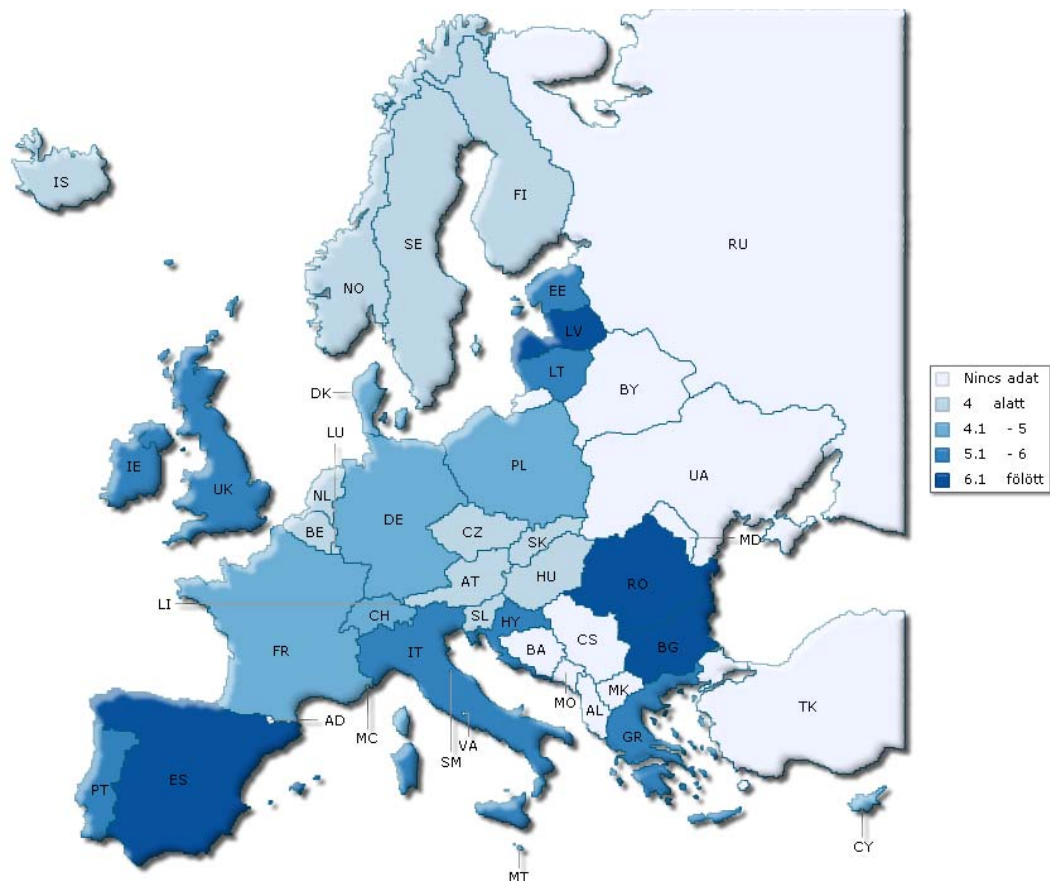 IS
FI
SE
RU
NO
EE
LV
LT
DK
BY
LU
IE
PL
UA
NL
UK
DE
BE
CZ
SK
MD
HU
AT
RO
LI
CH
SL
HY
CS
FR
IT
BA
BG
MK
MO
AL
TK
AD
MC
VA
SM
GR
PT
ES
CY
MT
Nincs adat
4 alatt
4.1 - 5
5.1 - 6
6.1 fölött